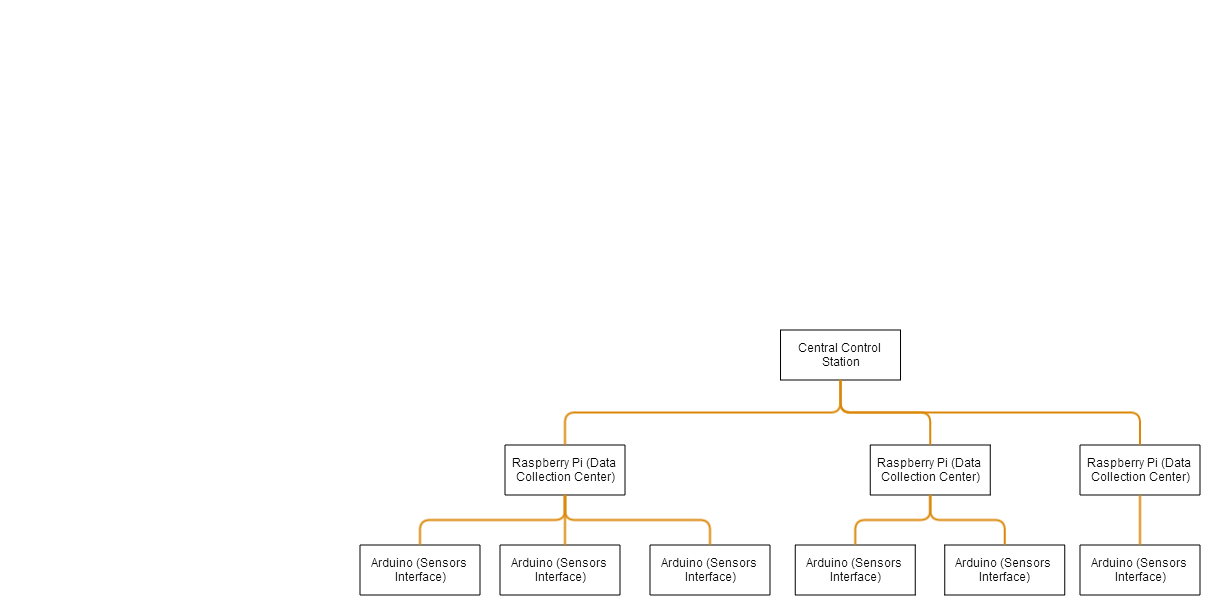 Central Control
Station
Raspberry Pi (Data
Collection Center)
Raspberry Pi (Data
Collection Center)
Raspberry Pi (Data
Collection Center)
Arduino (Sensors
Interface)
Arduino (Sensors
Interface)
Arduino (Sensors
Interface)
Arduino (Sensors
Interface)
Arduino (Sensors
Interface)
Arduino (Sensors
Interface)